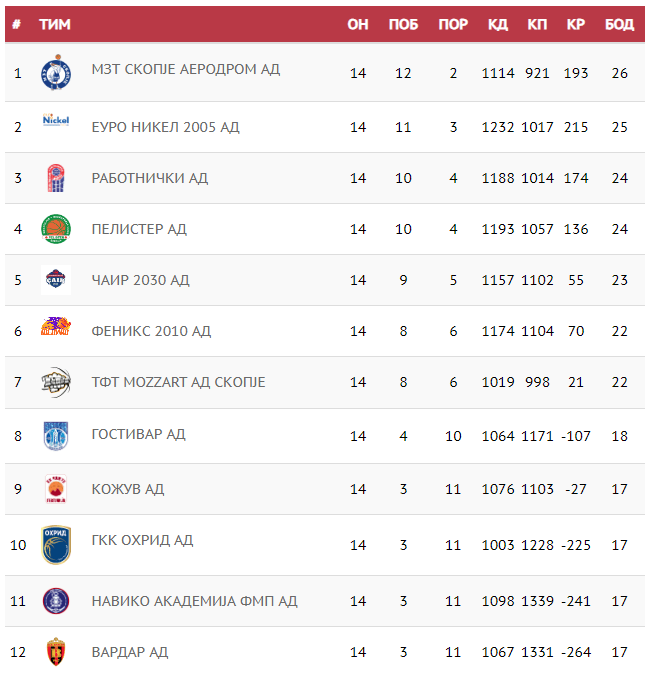 # ТИМ ОН ПОБ ПОР КД КП КР БОД
1 МЗТ СКОПЈЕ АЕРОДРОМ АД 14 12 2 1114 921 193 26
2 Nickel ЕУРО НИКЕЛ 2005 АД 14 11 3 1232 1017 215 25
3 РАБОТНИЧКИ АД 14 10 4 1188 1014 174 24
4 ПЕЛИСТЕР АД 14 10 4 1193 1057 136 24
5 ЧАИР 2030 АД 14 9 5 1157 1102 55 23
6 ФЕНИКС 2010 АД 14 8 6 1174 1104 70 22
7 ТФТ MOZZART АД СКОПЈЕ 14 8 6 1019 998 21 22
8 ГОСТИВАР АД 14 4 10 1064 1171 -107 18
9 КОЖУВ АД 14 3 11 1076 1103 -27 17
10 ОХРИД ГКК ОХРИД АД 14 3 11 1003 1228 -225 17
11 НАВИКО АКАДЕМИЈА ФМП АД 14 3 11 1098 1339 -241 17
12 ВАРДАР АД 14 3 11 1067 1331 -264 17